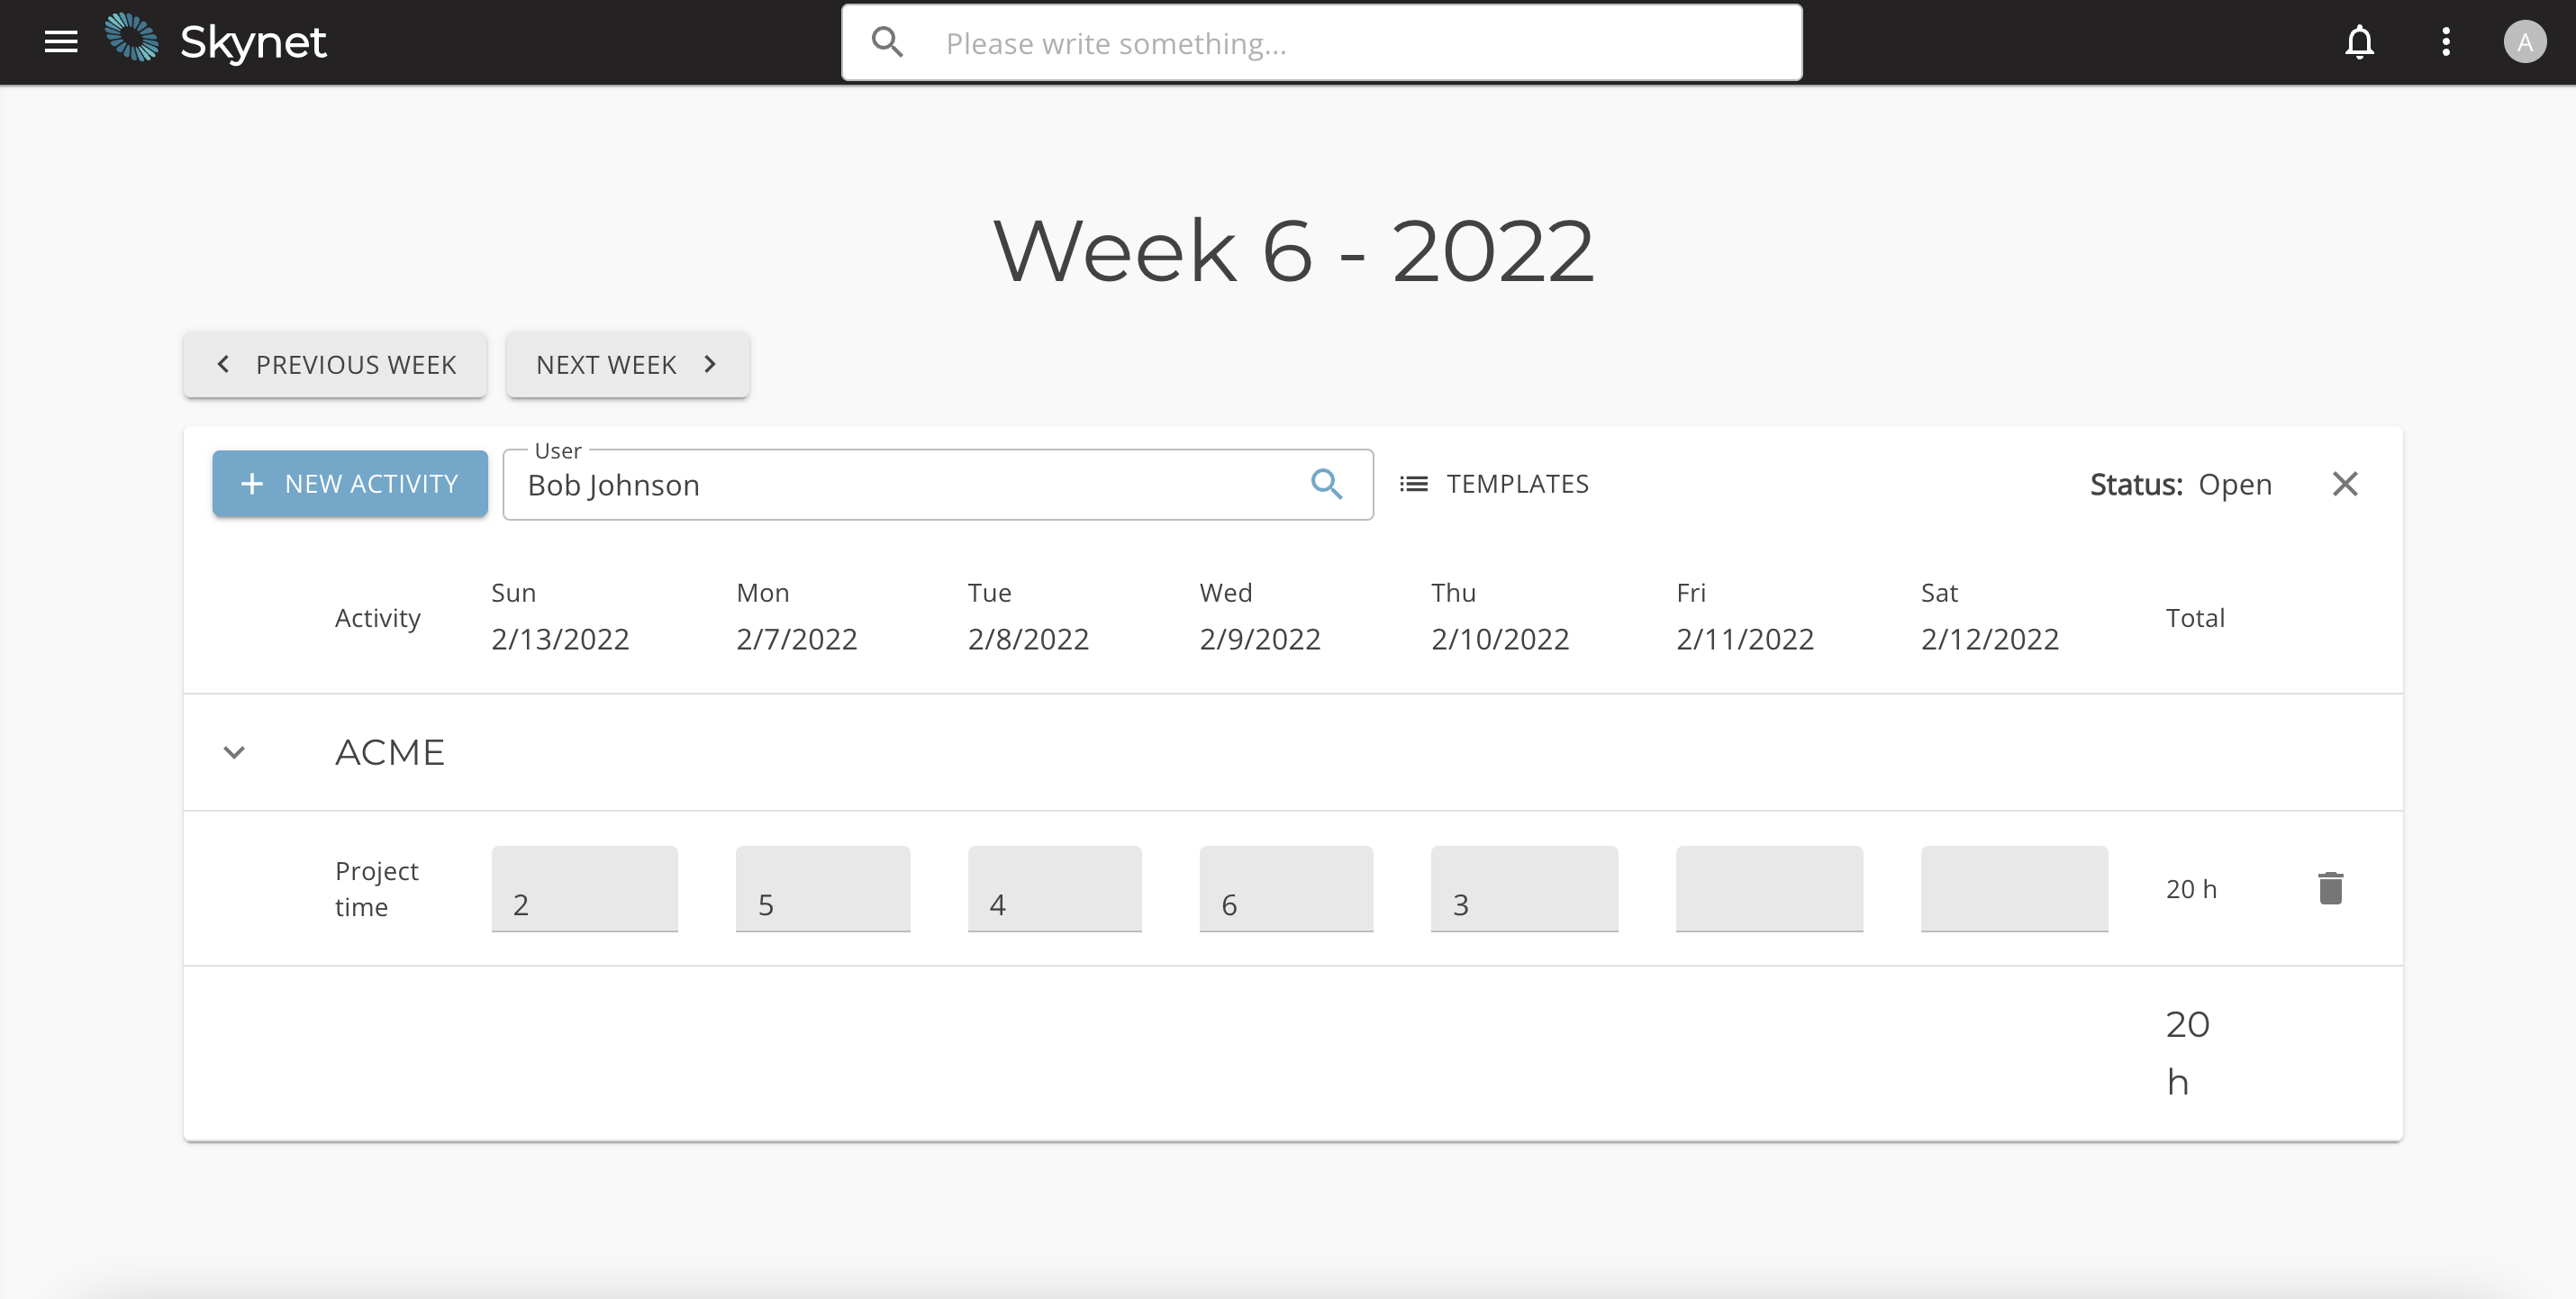 Skynet
Please write something...
A
Week 6 - 2022
PREVIOUS WEEK
NEXT WEEK
NEW ACTIVITY
User
Bob Johnson
TEMPLATES
Status: Open
Activity
Sun
2/13/2022
Mon
2/7/2022
Tue
2/8/2022
Wed
2/9/2022
Thu
2/10/2022
Fri
2/11/2022
Sat
2/12/2022
Total
ACME
Project
time
2
5
4
6
3
20 h
20
h